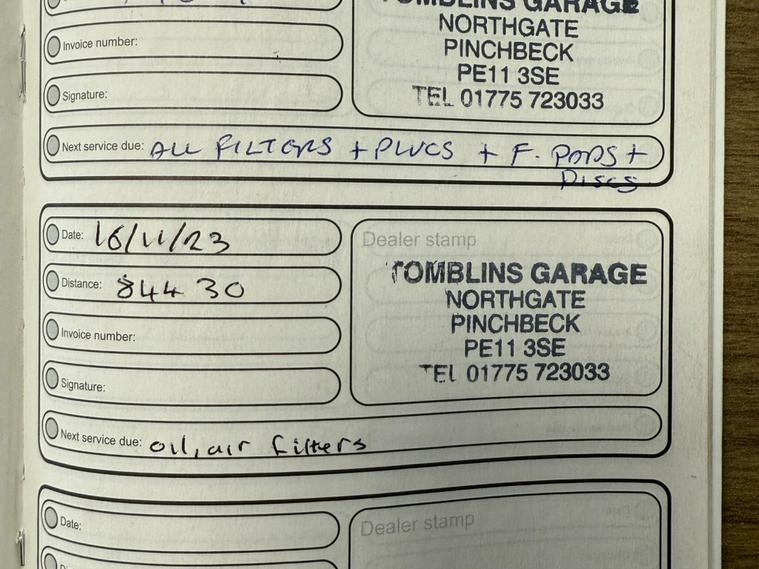 TOMBLINS GARAGE
NORTHGATE
PINCHBECK
PE11 3SE
TEL 01775 723033
Invoice number:
Signature:
Next service due: ALL FILTERS + PLUGS + F. PADS +
DISCS
Date: 16/11/23
Distance: 84430
Invoice number:
Signature:
Dealer stamp
TOMBLINS GARAGE
NORTHGATE
PINCHBECK
PE11 3SE
TEL 01775 723033
Next service due: oil, air filters
Date:
Dealer stamp